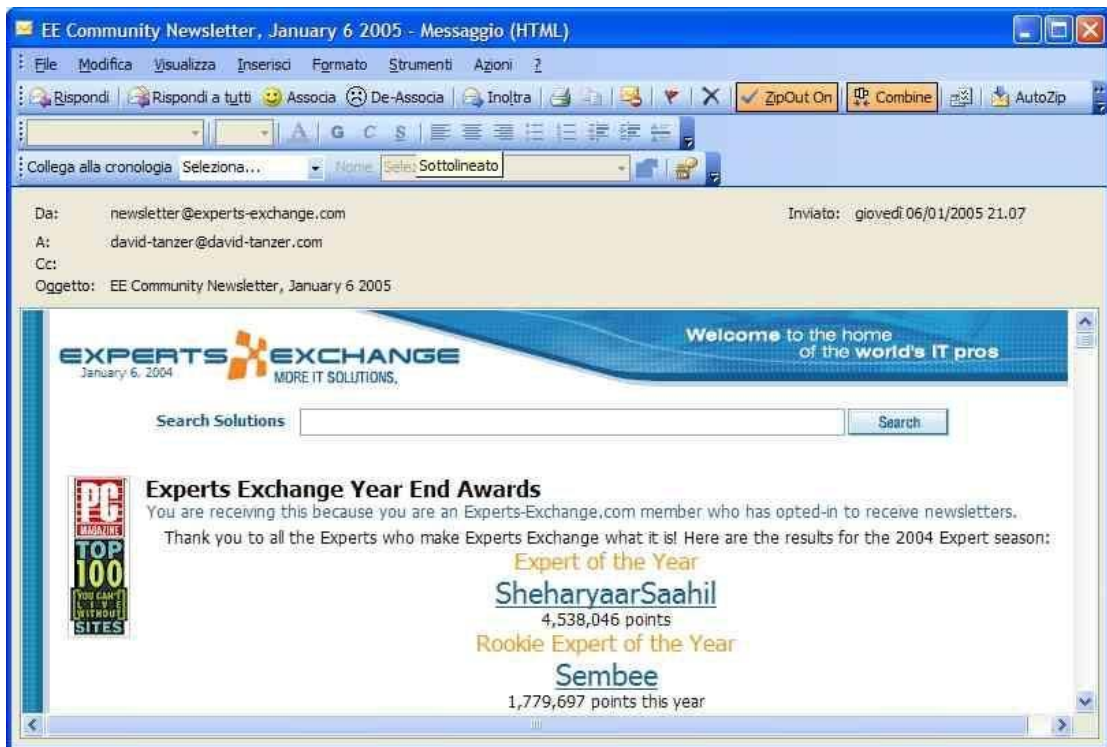 EE Community Newsletter, January 6 2005 - Messaggio (HTML)
File Modifica Visualizza Inserisci Formato Strumenti Azioni ?
Rispondi Rispondi a tutti Associa De-Associa Inoltra ZipOut On Combine AutoZip
A G C S
Collega alla cronologia Seleziona... Nome Sottolineato
Da: newsletter@experts-exchange.com Inviato: giovedì 06/01/2005 21.07
A: david-tanzer@david-tanzer.com
Cc:
Oggetto: EE Community Newsletter, January 6 2005
Welcome to the home
of the world's IT pros
EXPERTS EXCHANGE
January 6, 2004
MORE IT SOLUTIONS.
Search Solutions Search
PC
MAGAZINE
TOP
100
YOU CAN'T
LIVE
WITHOUT
SITES
Experts Exchange Year End Awards
You are receiving this because you are an Experts-Exchange.com member who has opted-in to receive newsletters.
Thank you to all the Experts who make Experts Exchange what it is! Here are the results for the 2004 Expert season:
Expert of the Year
SheharyaarSaahil
4,538,046 points
Rookie Expert of the Year
Sembee
1,779,697 points this year